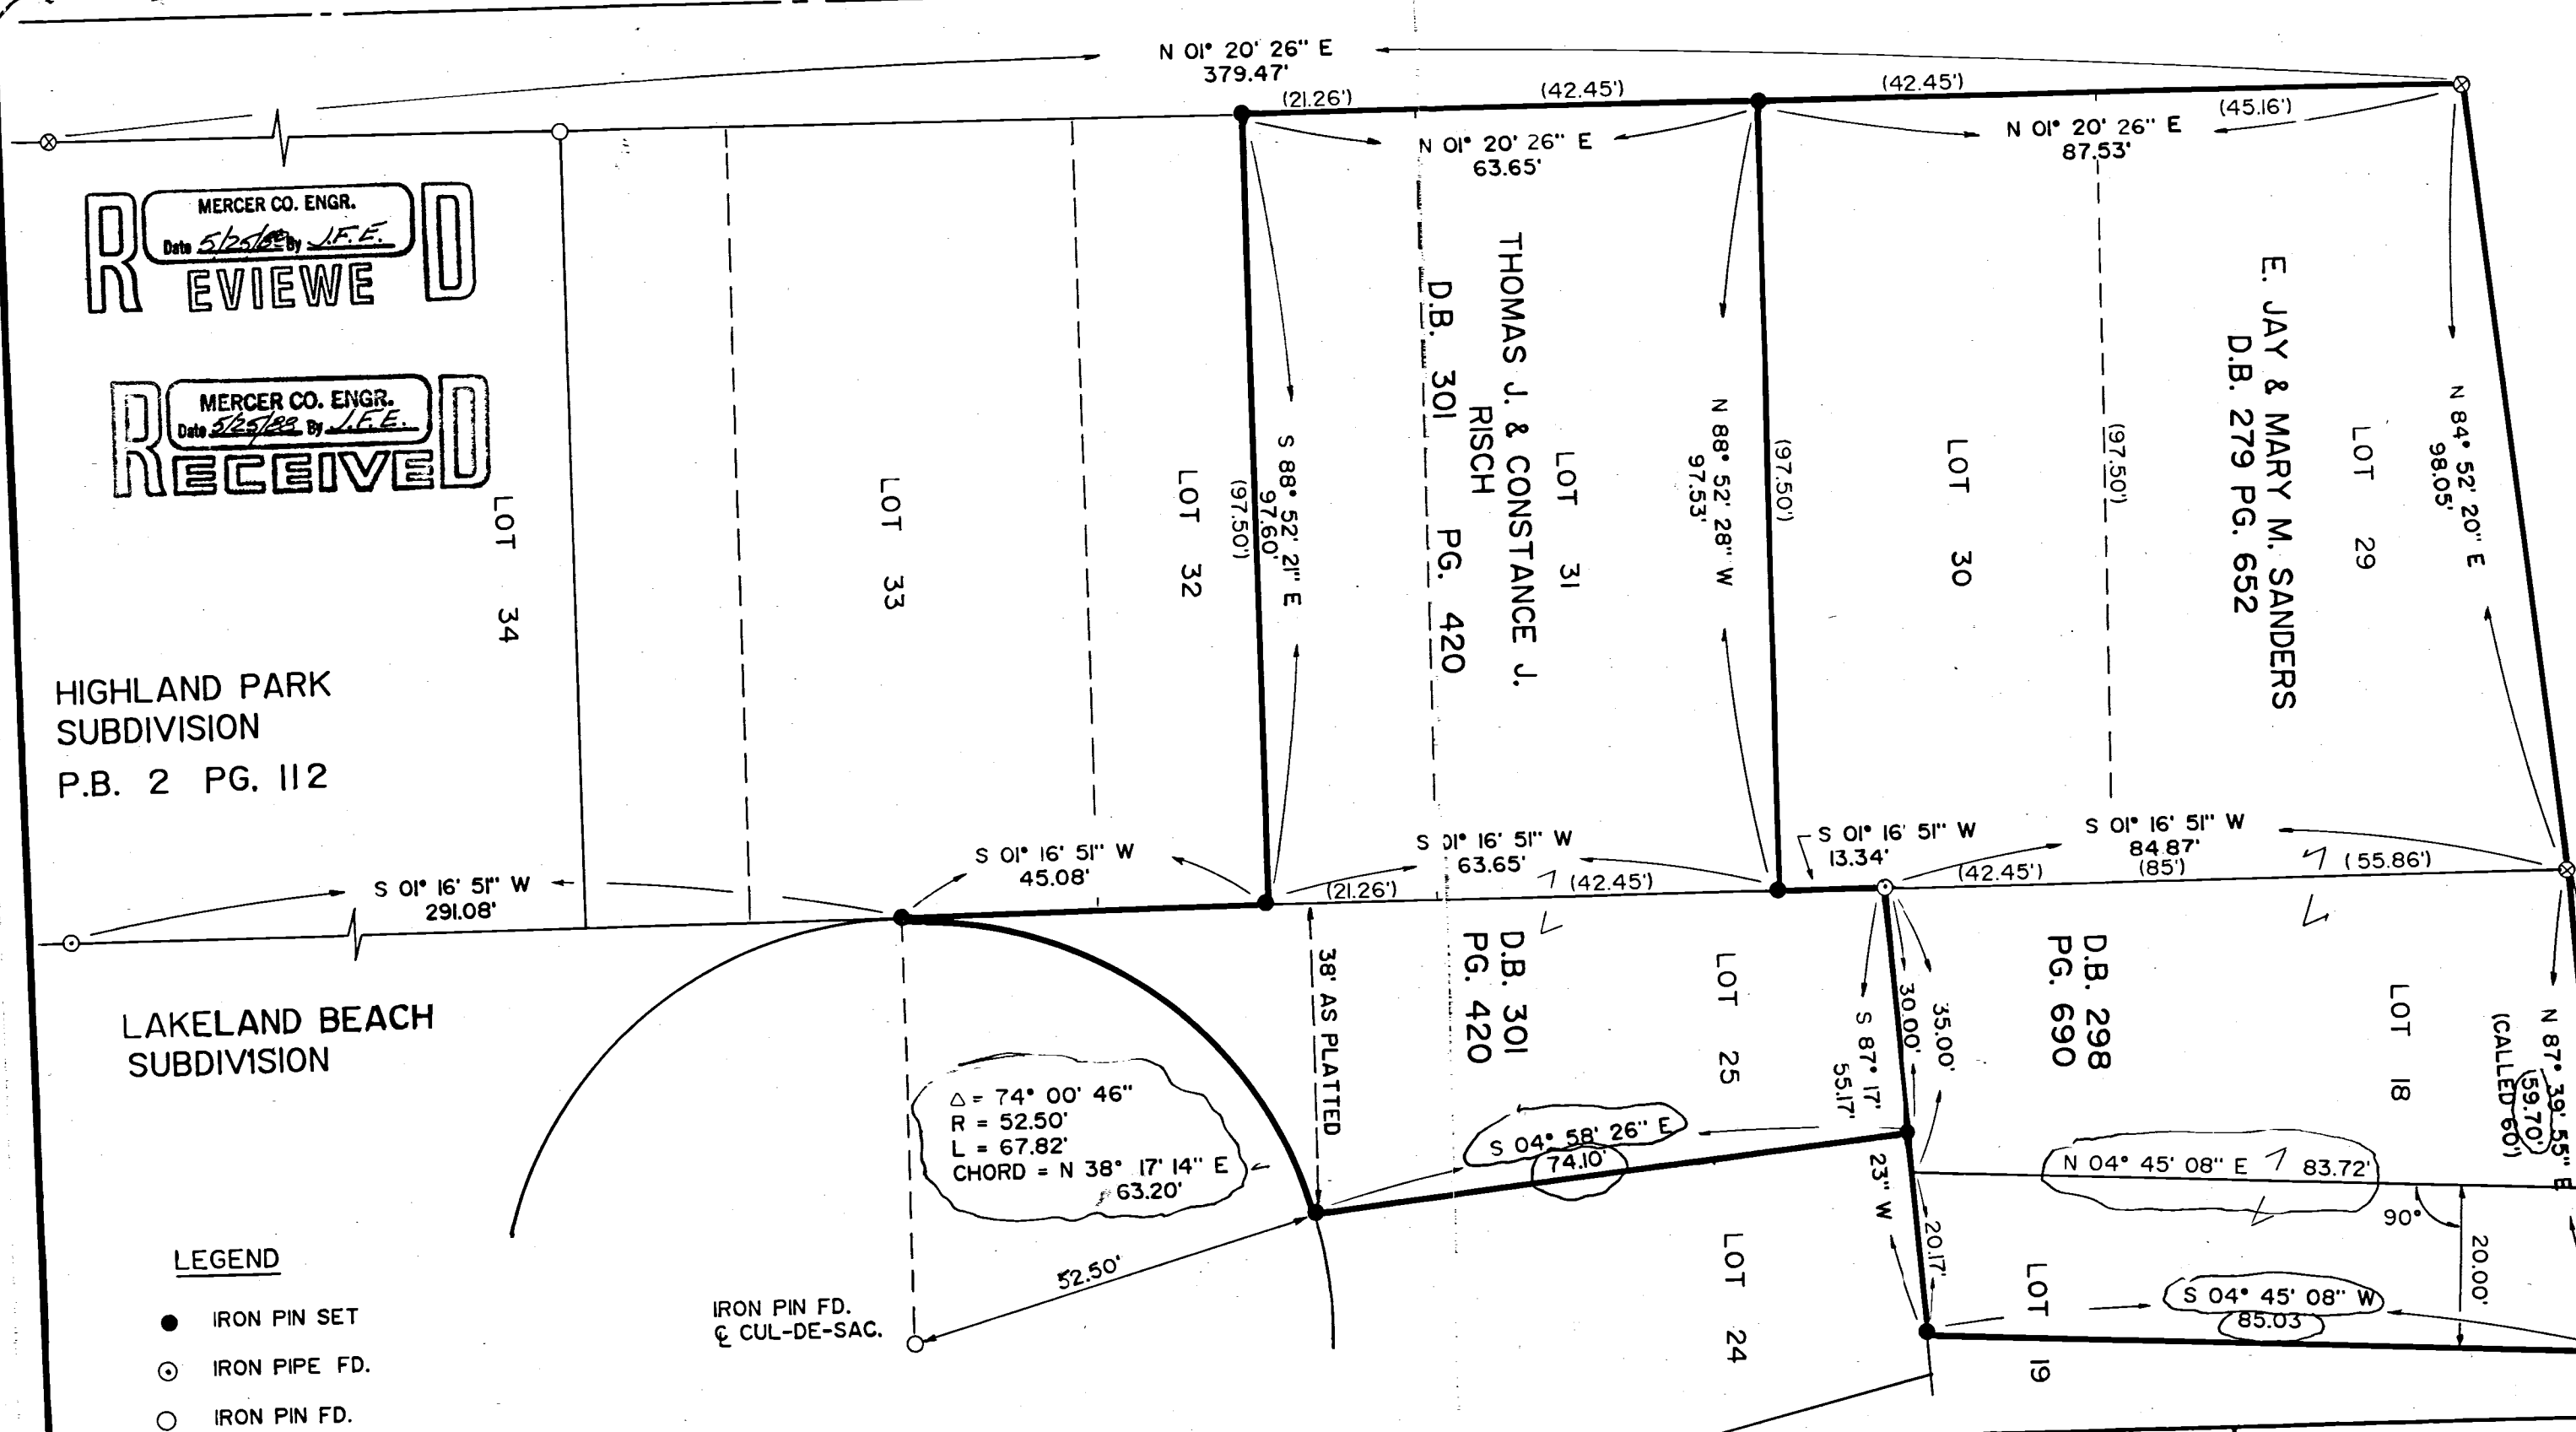 N 01° 20' 26" E
379.47'
(21.26')
(42.45')
(42.45')
(45.16')
N 01° 20' 26" E
63.65'
N 01° 20' 26" E
87.53'
MERCER CO. ENGR.
Date 5/25/88 By J.F.E.
REVIEWED
MERCER CO. ENGR.
Date 5/25/88 By J.F.E.
RECEIVED
LOT 34
LOT 33
LOT 32
(97.50')
S 88° 52' 21" E
97.60'
D.B. 301 PG. 420
THOMAS J. & CONSTANCE J.
RISCH
LOT 31
N 88° 52' 28" W
97.53'
(97.50')
LOT 30
(97.50')
E. JAY & MARY M. SANDERS
D.B. 279 PG. 652
LOT 29
N 84° 52' 20" E
98.05'
HIGHLAND PARK
SUBDIVISION
P.B. 2 PG. 112
S 01° 16' 51" W
291.08'
S 01° 16' 51" W
45.08'
S 01° 16' 51" W
63.65'
(21.26')
(42.45')
S 01° 16' 51" W
13.34'
S 01° 16' 51" W
84.87'
(42.45')
(85')
(55.86')
LAKELAND BEACH
SUBDIVISION
38' AS PLATTED
D.B. 301
PG. 420
LOT 25
S 87° 17' 23" W
55.17'
30.00'
35.00'
D.B. 298
PG. 690
LOT 18
N 87° 39' 55" E
(59.70')
(CALLED 60')
Δ = 74° 00' 46"
R = 52.50'
L = 67.82'
CHORD = N 38° 17' 14" E
63.20'
S 04° 58' 26" E
74.10'
N 04° 45' 08" E 83.72'
90°
20.00'
20.17'
52.50'
LOT 24
LOT 19
S 04° 45' 08" W
85.03
IRON PIN FD.
℄ CUL-DE-SAC.
LEGEND
IRON PIN SET
IRON PIPE FD.
IRON PIN FD.